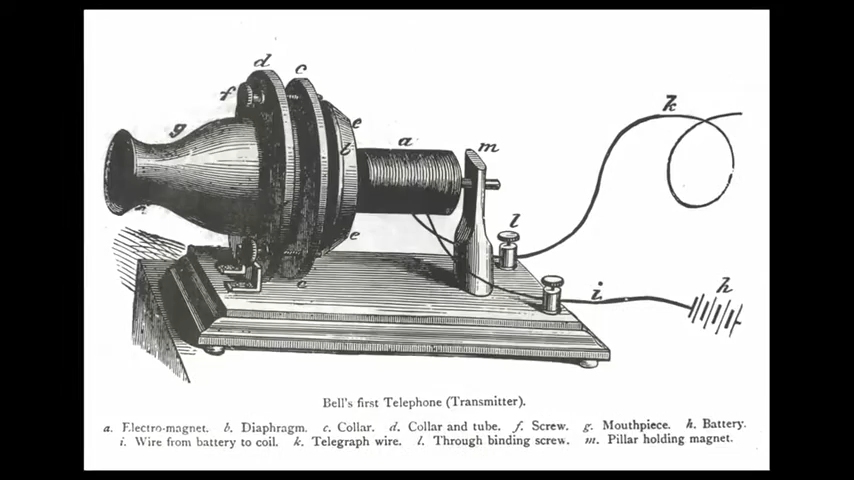 d
c
f
k
g
e
a
b
m
l
e
h
i
c
Bell's first Telephone (Transmitter).
a. Electro-magnet. b. Diaphragm. c. Collar. d. Collar and tube. f. Screw. g. Mouthpiece. h. Battery.
i. Wire from battery to coil. k. Telegraph wire. l. Through binding screw. m. Pillar holding magnet.